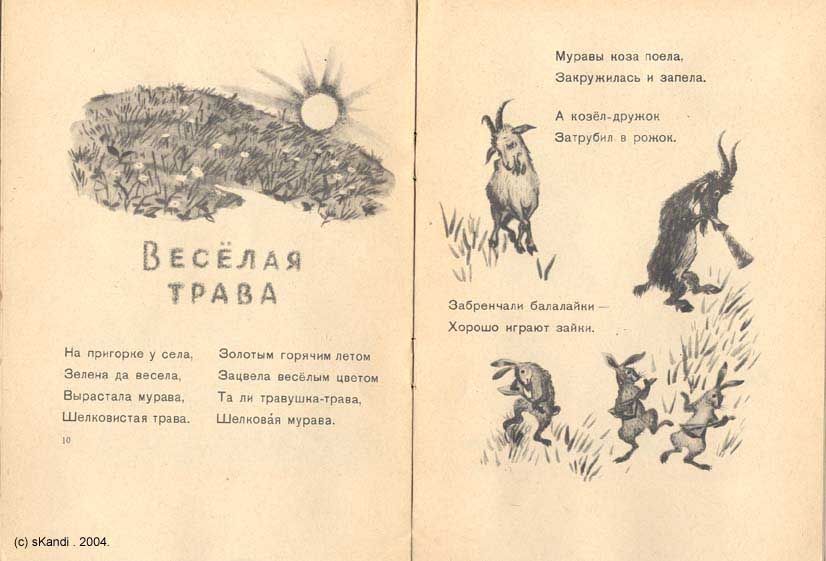 ВЕСЁЛАЯ
ТРАВА
На пригорке у села,
Зелена да весела,
Вырастала мурава,
Шелковистая трава.
Золотым горячим летом
Зацвела весёлым цветом
Та ли травушка-трава,
Шелкова́я мурава.
10
Муравы коза поела,
Закружилась и запела.
А козёл-дружок
Затрубил в рожок.
Забренчали балалайки —
Хорошо играют зайки.
(c) sKandi . 2004.